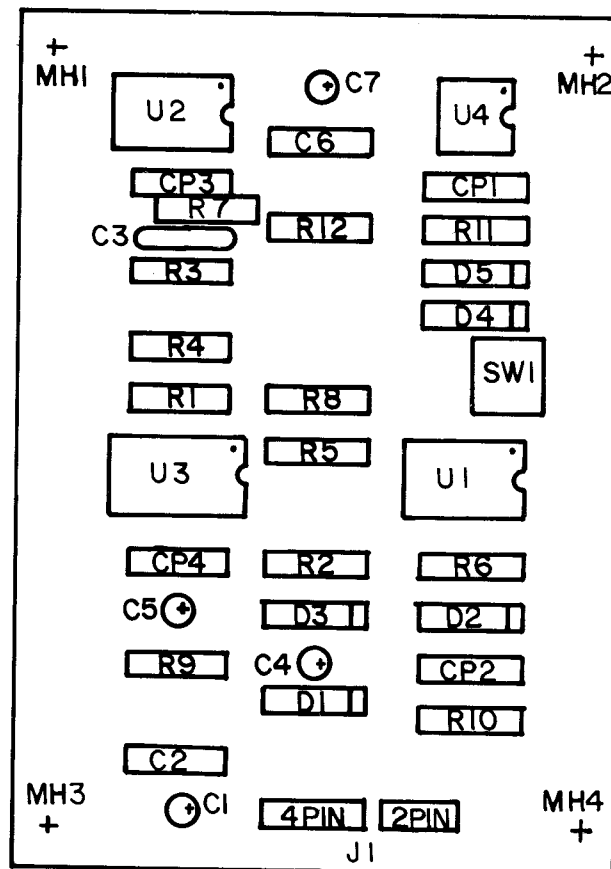 MH1
MH2
C7
U2
U4
C6
CP3
CP1
R7
R12
R11
C3
R3
D5
D4
R4
SW1
R1
R8
R5
U3
U1
CP4
R2
R6
C5
D3
D2
R9
C4
CP2
D1
R10
C2
MH3
C1
4PIN
2PIN
MH4
J1